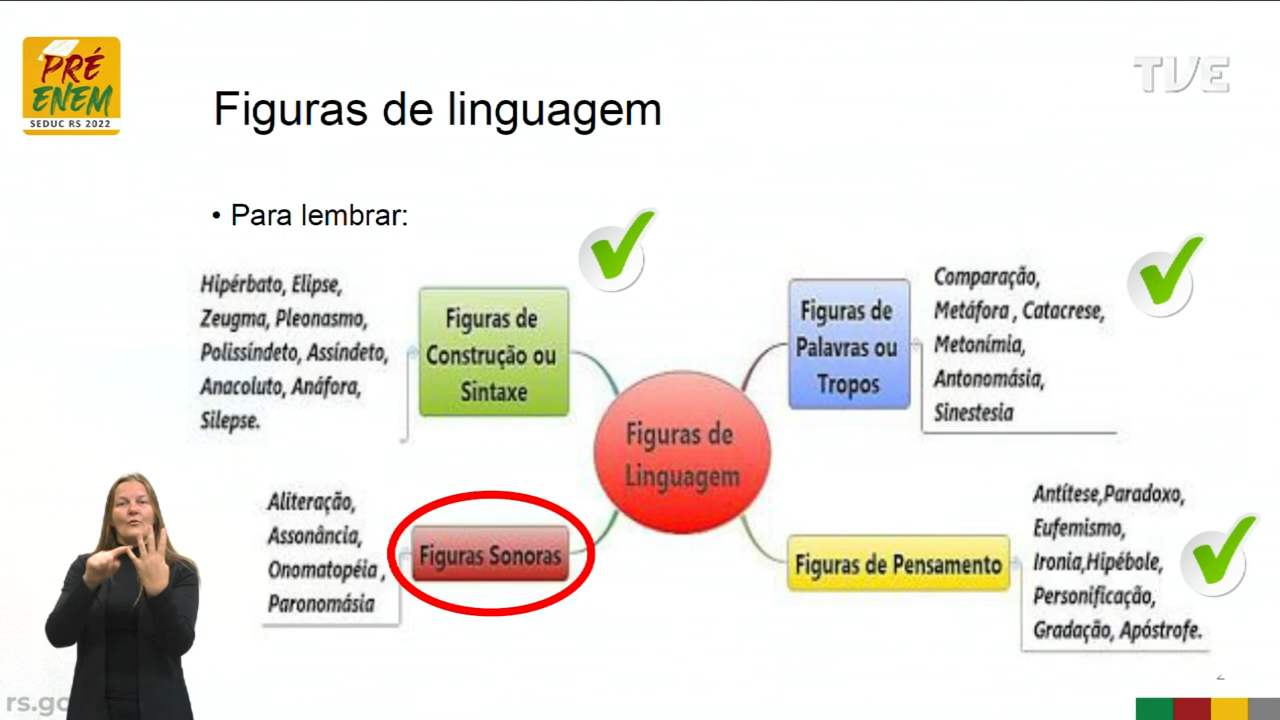 PRÉ
ENEM
SEDUC RS 2022
TVE
Figuras de linguagem
• Para lembrar:
Hipérbato, Elipse,
Zeugma, Pleonasmo,
Polissíndeto, Assíndeto,
Anacoluto, Anáfora,
Silepse.
Figuras de
Construção ou
Sintaxe
Figuras de
Palavras ou
Tropos
Comparação,
Metáfora , Catacrese,
Metonímia,
Antonomásia,
Sinestesia
Figuras de
Linguagem
Aliteração,
Assonância,
Onomatopéia ,
Paronomásia
Figuras Sonoras
Figuras de Pensamento
Antítese,Paradoxo,
Eufemismo,
Ironia,Hipébole,
Personificação,
Gradação, Apóstrofe.
2